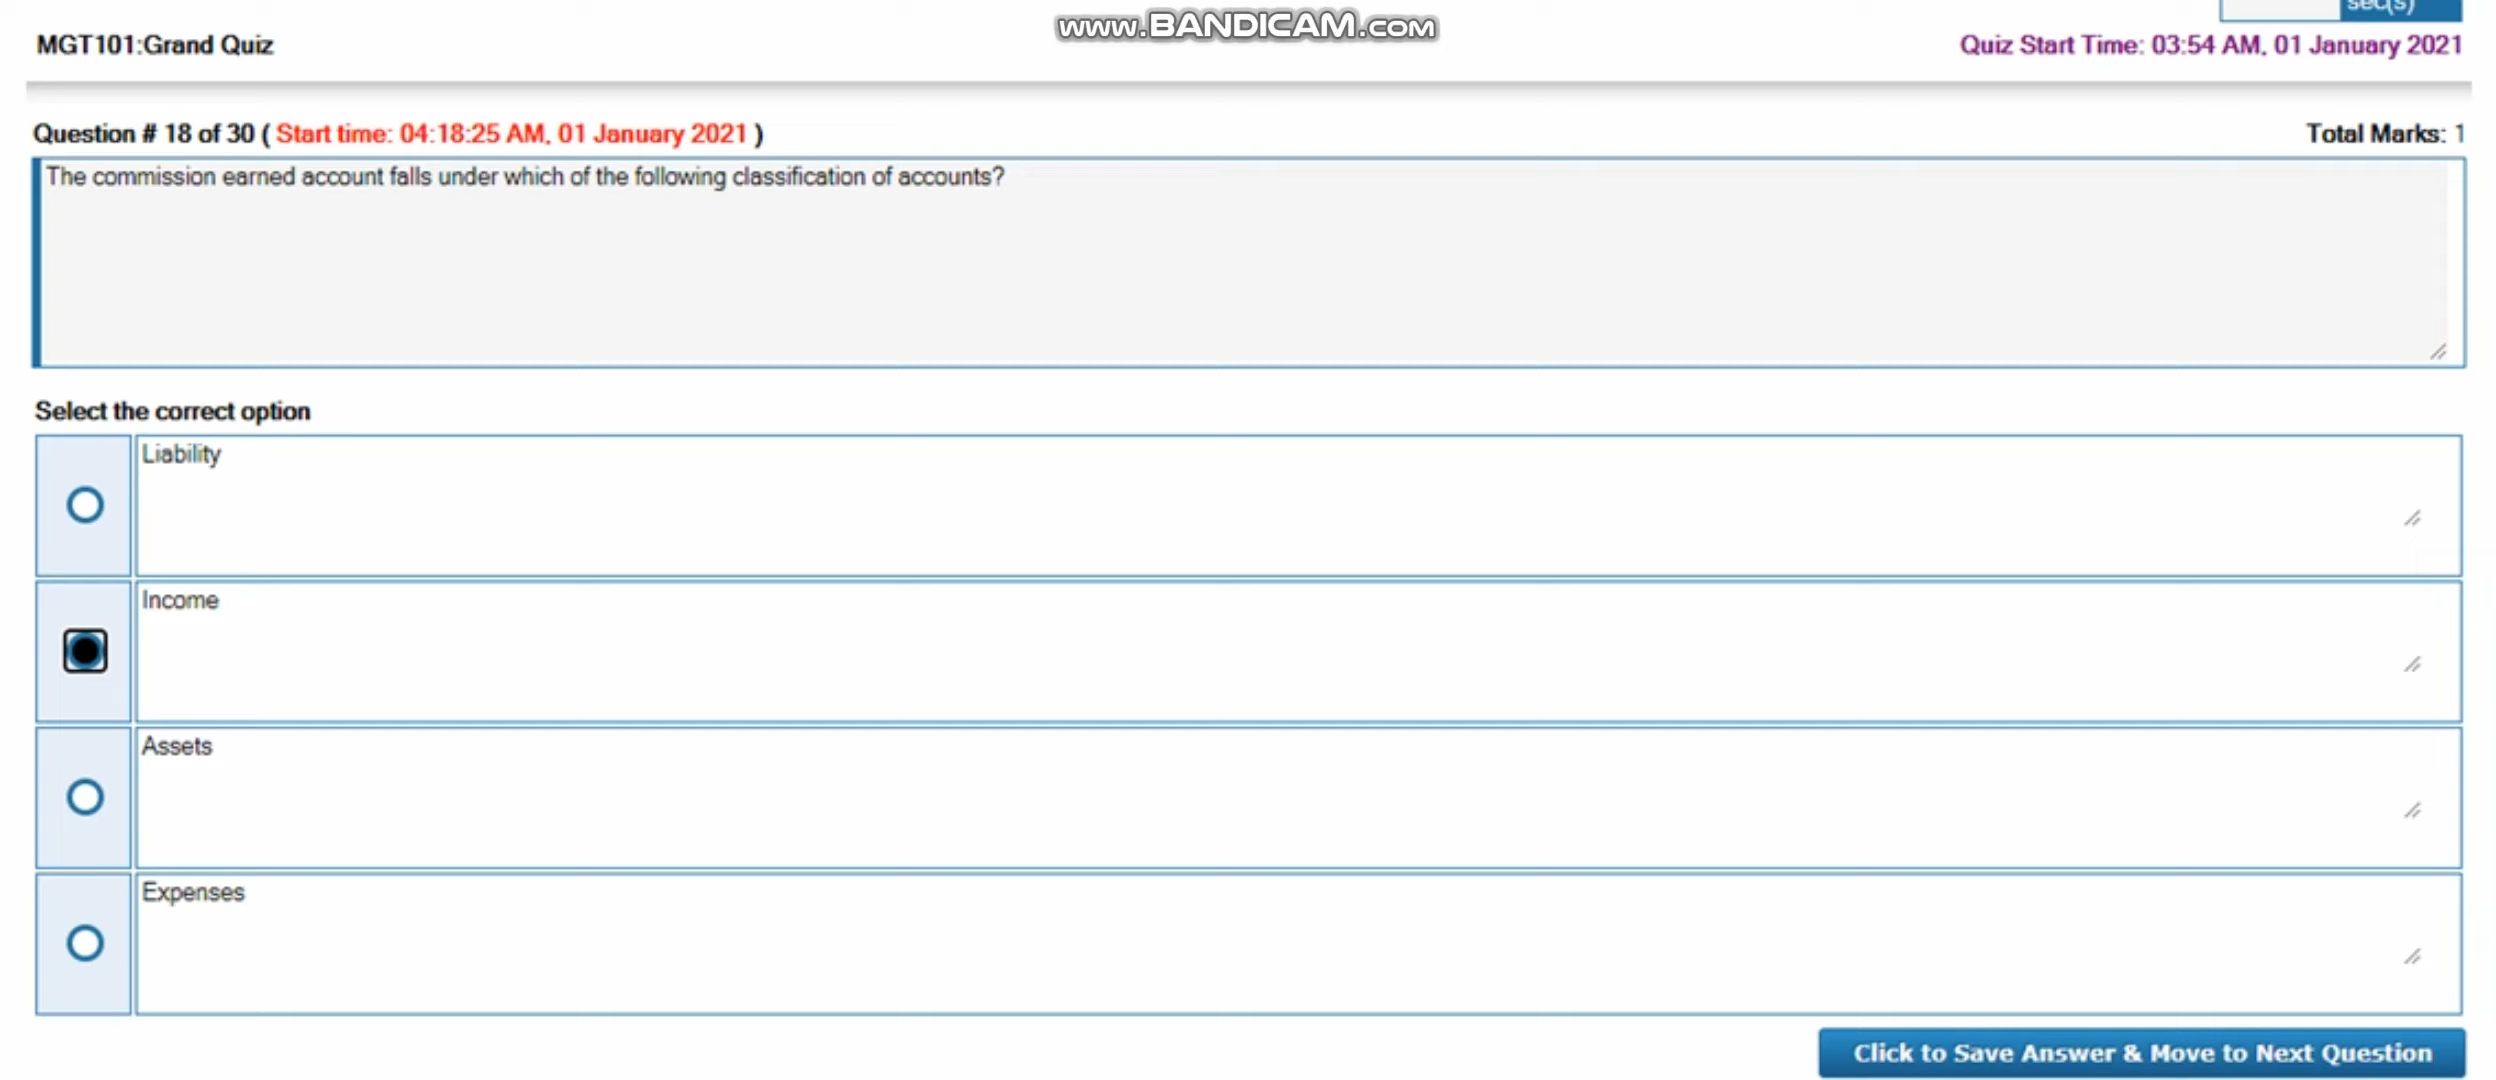 sec(s)
www.BANDICAM.com
MGT101:Grand Quiz
Quiz Start Time: 03:54 AM, 01 January 2021
Question # 18 of 30 ( Start time: 04:18:25 AM, 01 January 2021 )
Total Marks: 1
The commission earned account falls under which of the following classification of accounts?
Select the correct option
Liability
Income
Assets
Expenses
Click to Save Answer & Move to Next Question